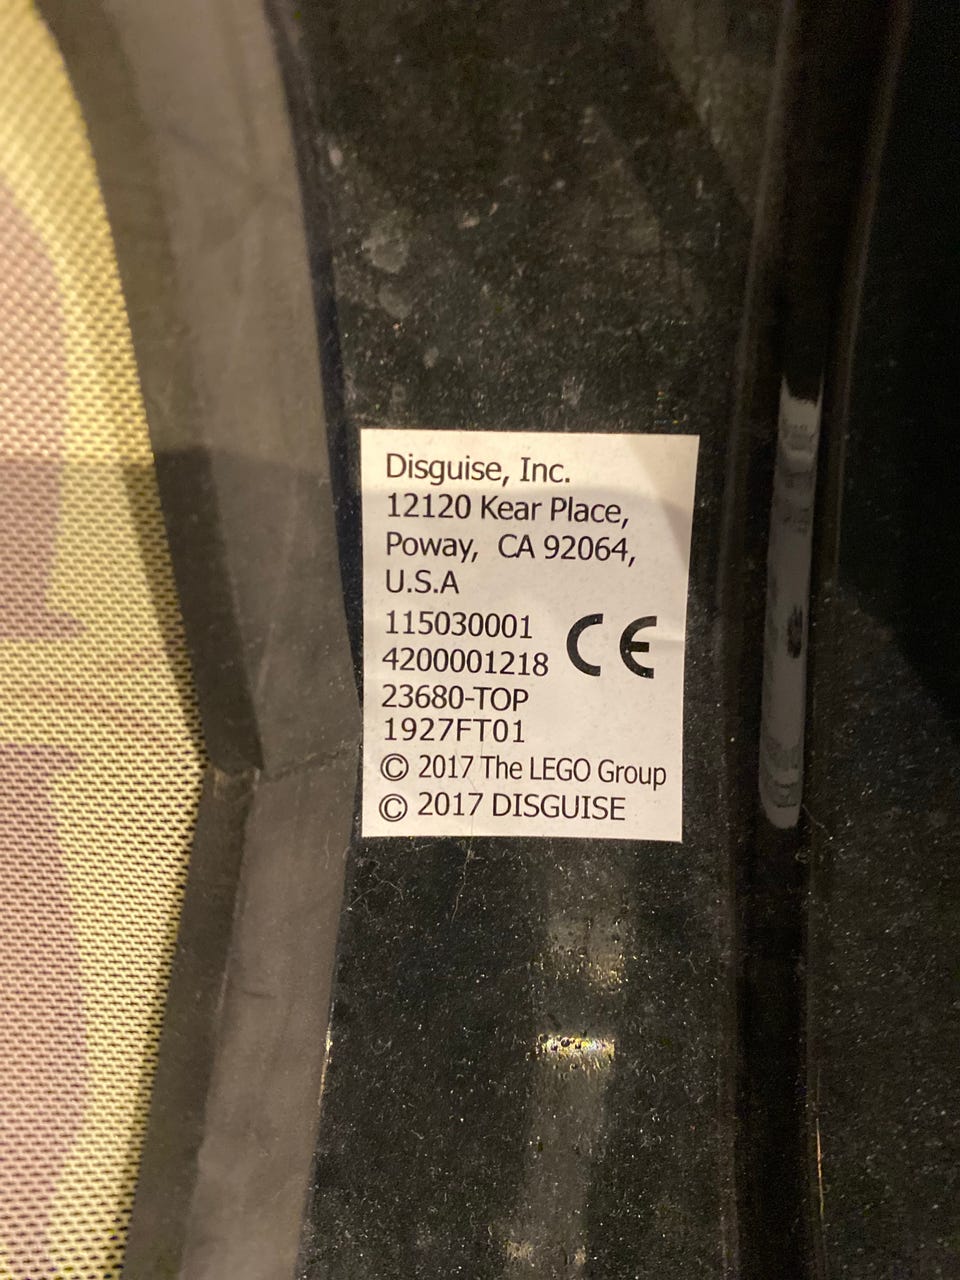 Disguise, Inc.
12120 Kear Place,
Poway, CA 92064,
U.S.A
115030001
4200001218
CE
23680-TOP
1927FT01
© 2017 The LEGO Group
© 2017 DISGUISE